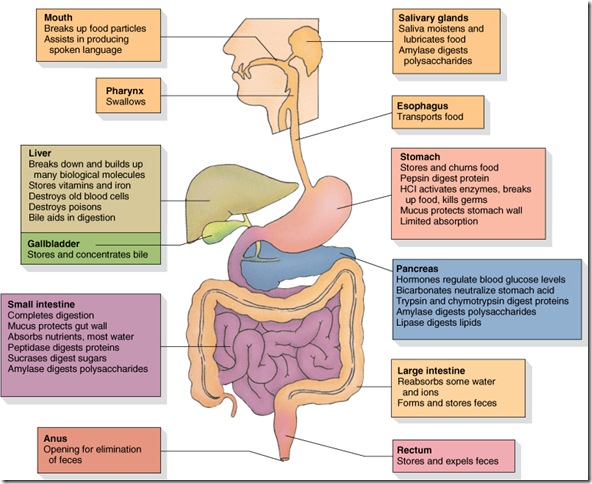 Mouth
Breaks up food particles
Assists in producing
spoken language
Salivary glands
Saliva moistens and
lubricates food
Amylase digests
polysaccharides
Pharynx
Swallows
Esophagus
Transports food
Liver
Breaks down and builds up
many biological molecules
Stores vitamins and iron
Destroys old blood cells
Destroys poisons
Bile aids in digestion
Gallbladder
Stores and concentrates bile
Stomach
Stores and churns food
Pepsin digest protein
HCl activates enzymes, breaks
up food, kills germs
Mucus protects stomach wall
Limited absorption
Pancreas
Hormones regulate blood glucose levels
Bicarbonates neutralize stomach acid
Trypsin and chymotrypsin digest proteins
Amylase digests polysaccharides
Lipase digests lipids
Small intestine
Completes digestion
Mucus protects gut wall
Absorbs nutrients, most water
Peptidase digests proteins
Sucrases digest sugars
Amylase digests polysaccharides
Large intestine
Reabsorbs some water
and ions
Forms and stores feces
Anus
Opening for elimination
of feces
Rectum
Stores and expels feces